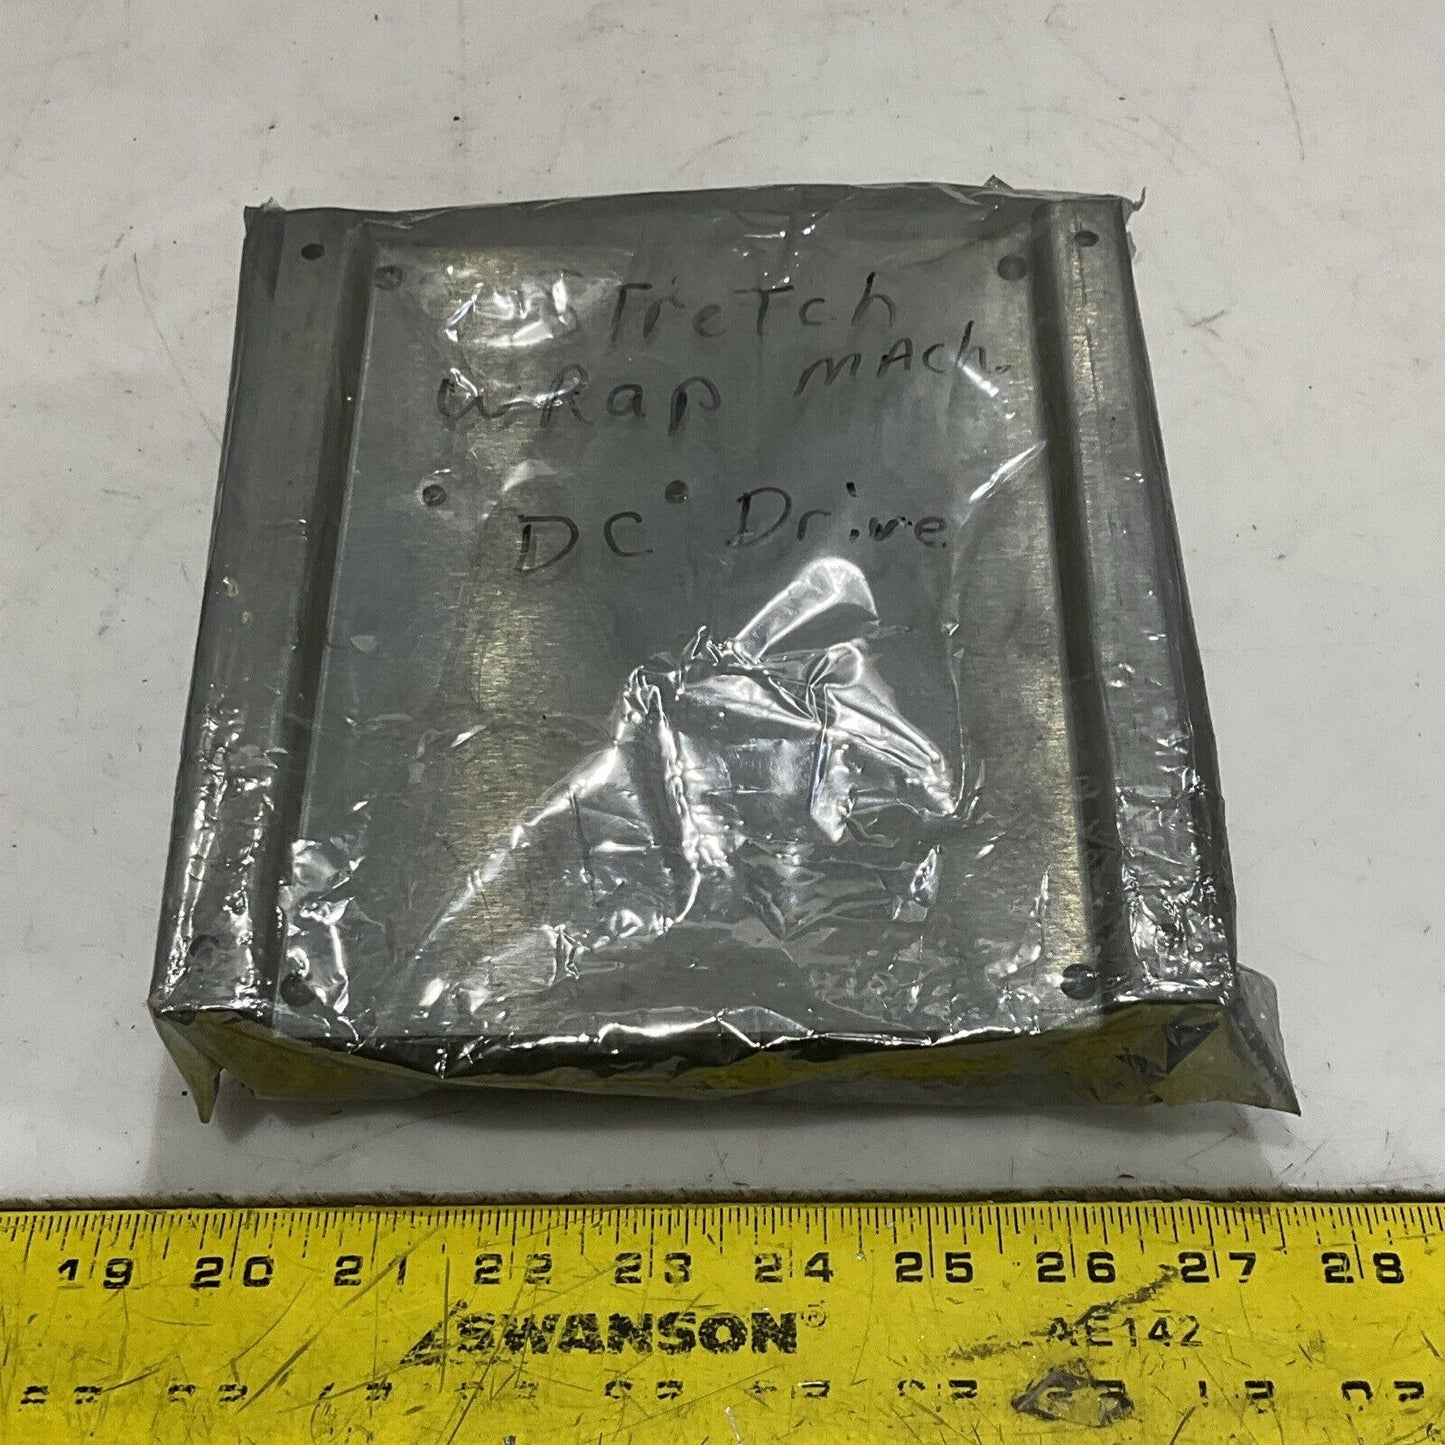 STreTch
wRap mAch.
DC Drive
19 20 21 22 23 24 25 26 27 28
SWANSON® AE142